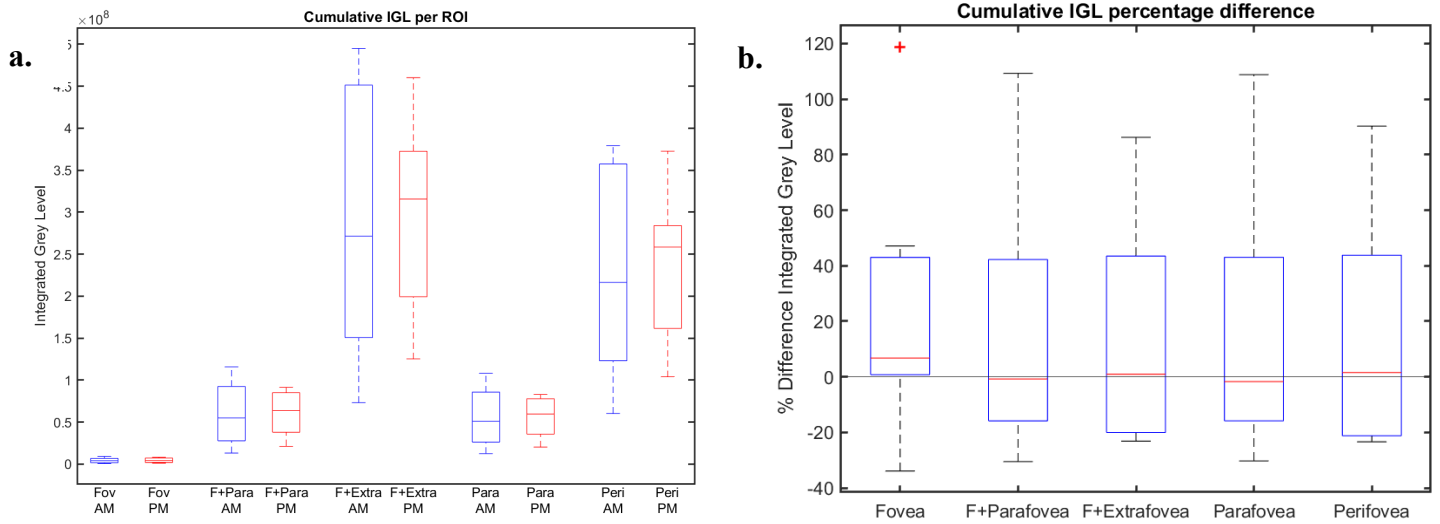 a.
Cumulative IGL per ROI
×10⁸
Integrated Grey Level
5
4.5
4
3.5
3
2.5
2
1.5
1
0.5
0
Fov Fov F+Para F+Para F+Extra F+Extra Para Para Peri Peri
AM PM AM PM AM PM AM PM AM PM
b.
Cumulative IGL percentage difference
% Difference Integrated Grey Level
120
100
80
60
40
20
0
-20
-40
Fovea F+Parafovea F+Extrafovea Parafovea Perifovea